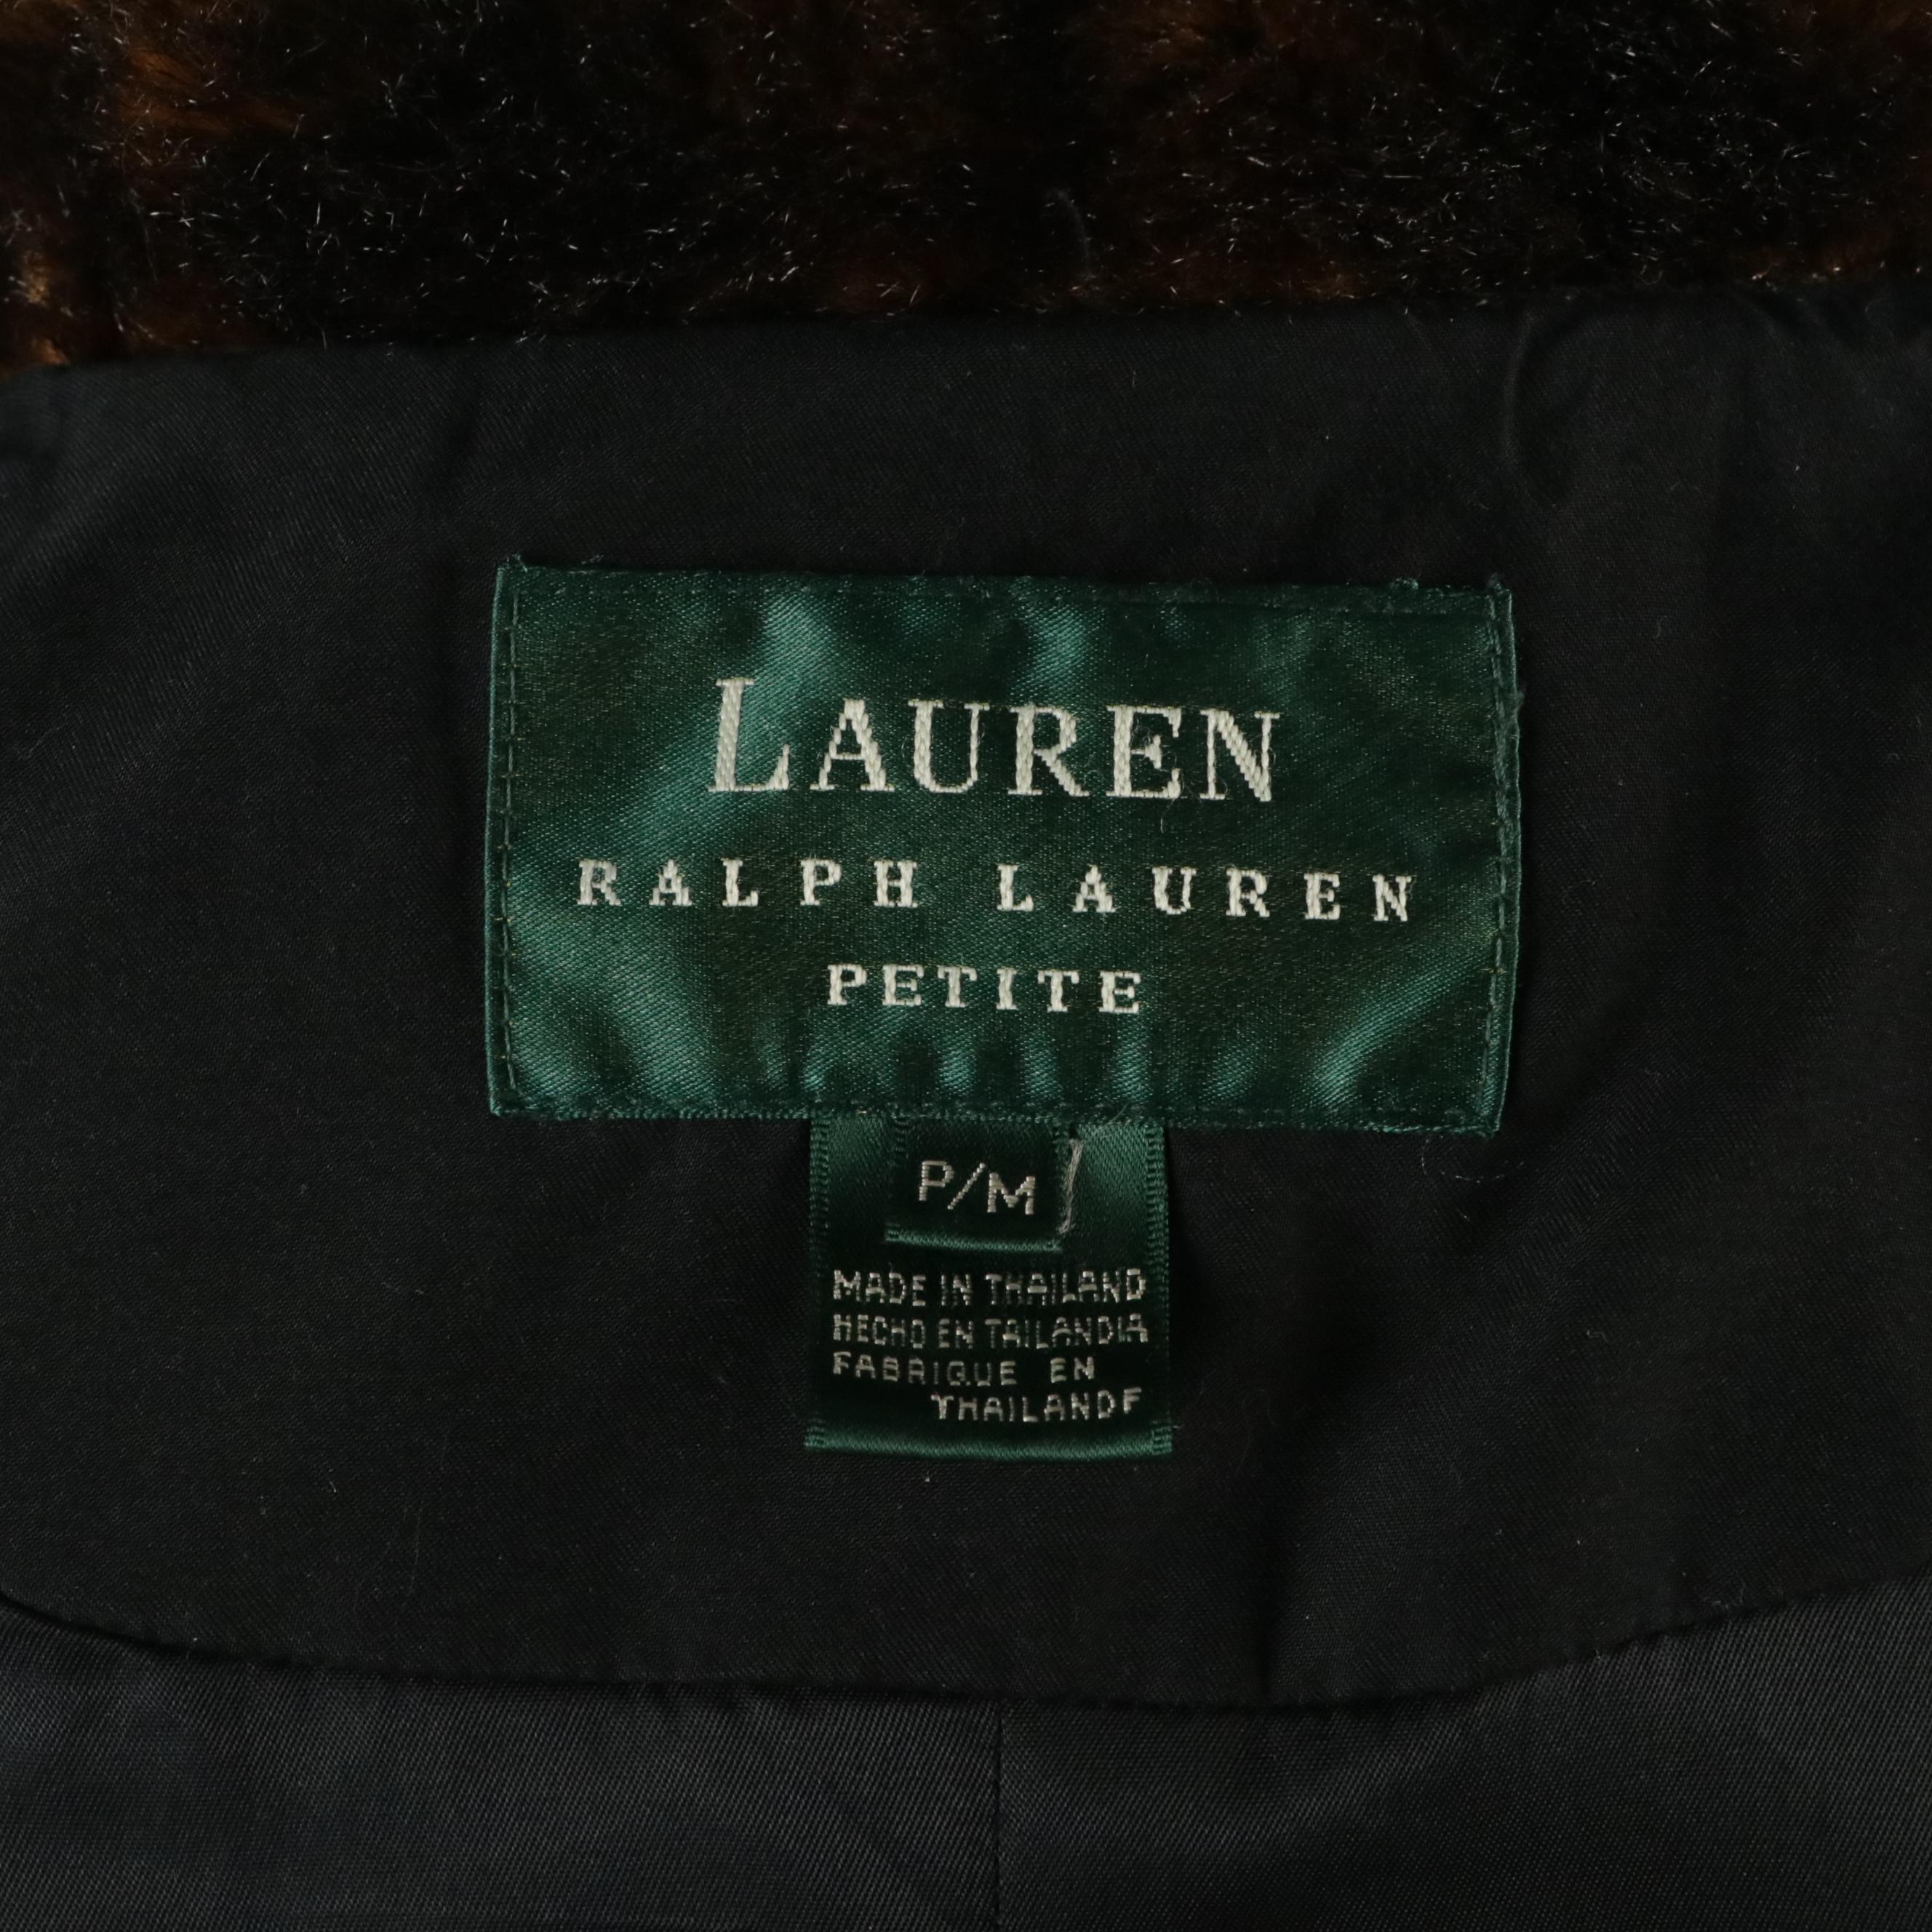 LAUREN
RALPH LAUREN
PETITE
P/M
MADE IN THAILAND
HECHO EN TAILANDIA
FABRIQUE EN
THAILANDE